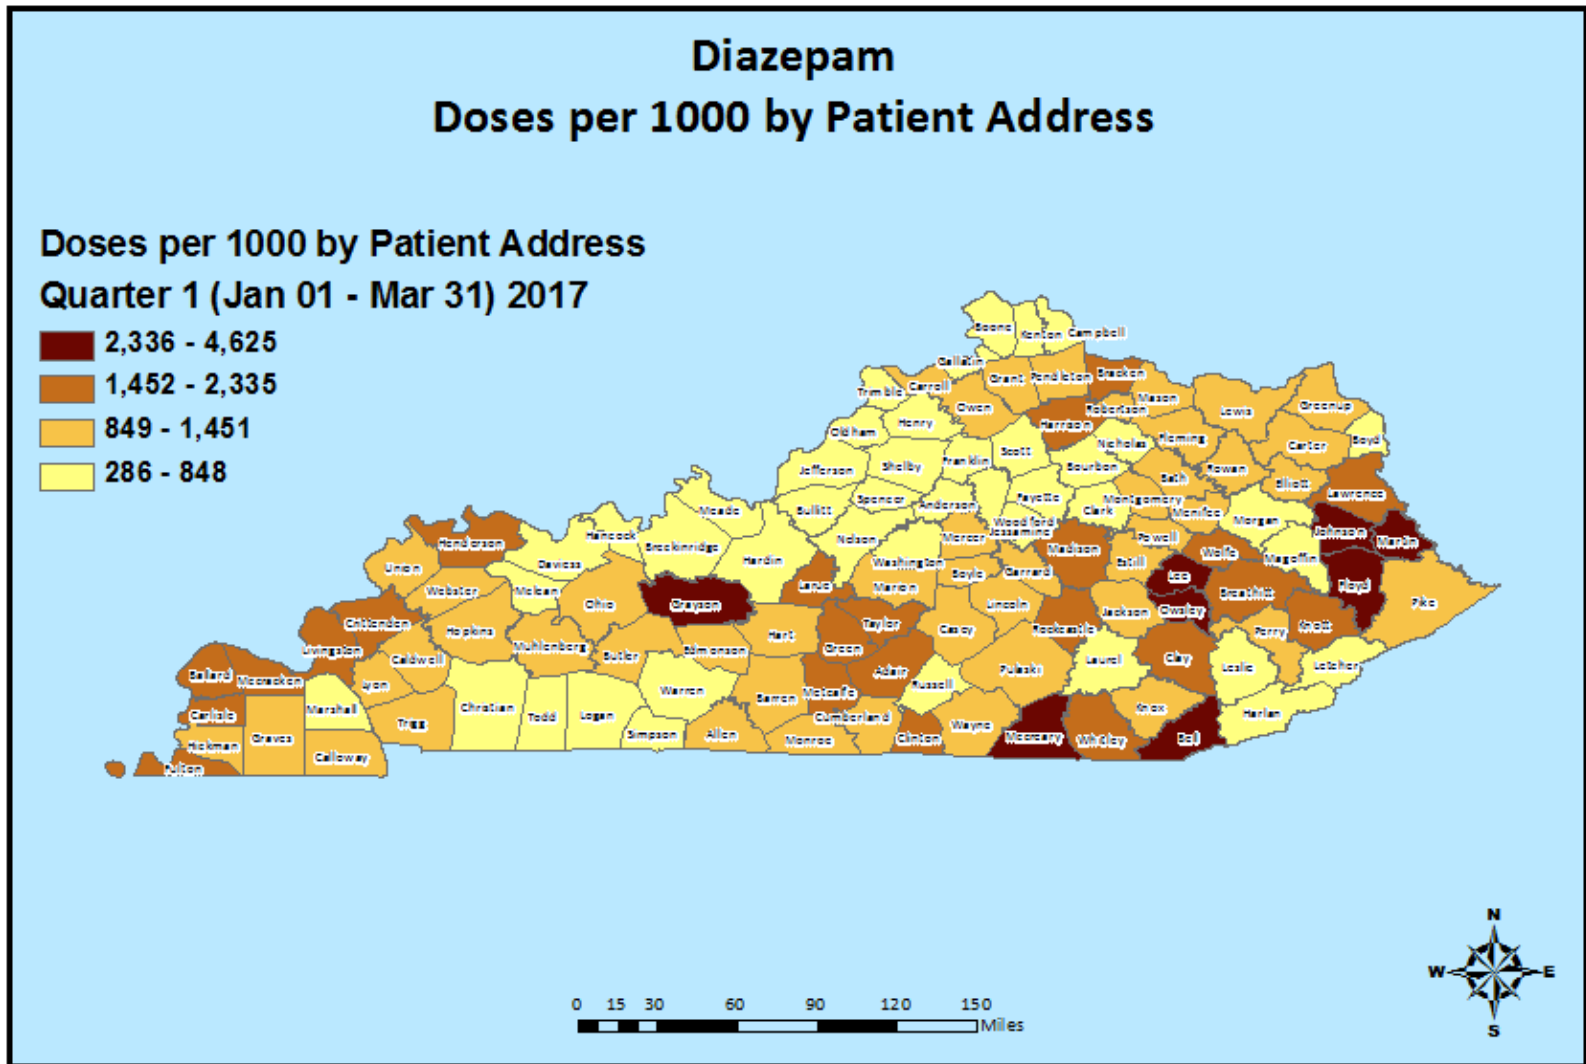 Diazepam
Doses per 1000 by Patient Address
Doses per 1000 by Patient Address
Quarter 1 (Jan 01 - Mar 31) 2017
2,336 - 4,625
1,452 - 2,335
849 - 1,451
286 - 848
Boone
Kenton
Campbell
Gallatin
Grant
Pendleton
Bracken
Trimble
Carroll
Owen
Mason
Robertson
Lewis
Greenup
Oldham
Henry
Harrison
Nicholas
Fleming
Carter
Boyd
Jefferson
Shelby
Franklin
Scott
Bourbon
Rowan
Bath
Elliott
Lawrence
Meade
Bullitt
Spencer
Anderson
Fayette
Clark
Montgomery
Menifee
Morgan
Woodford
Jessamine
Johnson
Martin
Henderson
Hancock
Daviess
Breckinridge
Hardin
Nelson
Washington
Mercer
Madison
Powell
Estill
Wolfe
Magoffin
Union
Webster
Mclean
Ohio
Grayson
Larue
Marion
Boyle
Garrard
Lee
Breathitt
Floyd
Pike
Crittenden
Livingston
Hopkins
Muhlenberg
Butler
Edmonson
Hart
Green
Taylor
Casey
Lincoln
Rockcastle
Jackson
Owsley
Perry
Knott
Caldwell
Lyon
Ballard
Mccracken
Carlisle
Hickman
Fulton
Graves
Marshall
Calloway
Trigg
Christian
Todd
Logan
Simpson
Warren
Allen
Barren
Metcalfe
Adair
Russell
Pulaski
Laurel
Clay
Leslie
Letcher
Monroe
Cumberland
Clinton
Wayne
Mccreary
Whitley
Knox
Bell
Harlan
0 15 30 60 90 120 150
Miles
N
W E
S